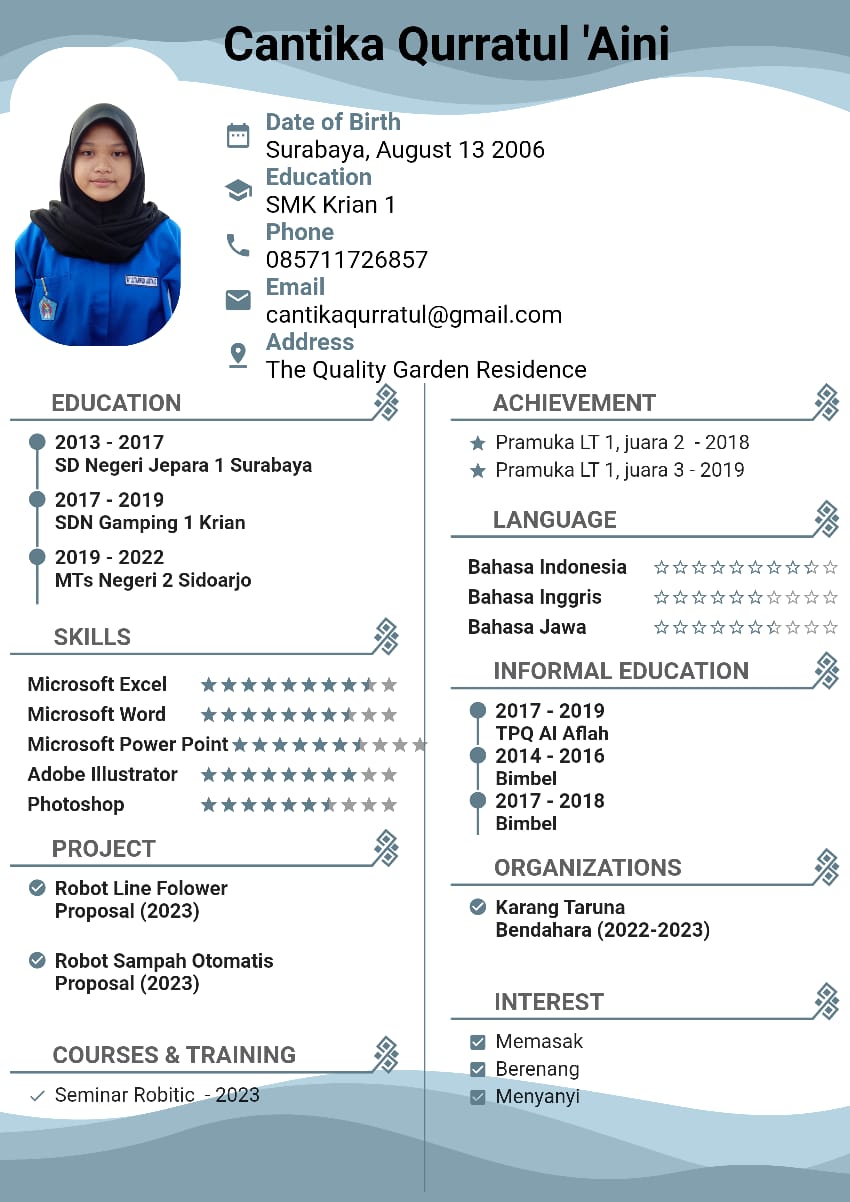 Cantika Qurratul 'Aini
Date of Birth
Surabaya, August 13 2006
Education
SMK Krian 1
Phone
085711726857
Email
cantikaqurratul@gmail.com
Address
The Quality Garden Residence
EDUCATION
2013 - 2017
SD Negeri Jepara 1 Surabaya
2017 - 2019
SDN Gamping 1 Krian
2019 - 2022
MTs Negeri 2 Sidoarjo
SKILLS
Microsoft Excel
Microsoft Word
Microsoft Power Point
Adobe Illustrator
Photoshop
PROJECT
Robot Line Folower
Proposal (2023)
Robot Sampah Otomatis
Proposal (2023)
COURSES & TRAINING
Seminar Robitic - 2023
ACHIEVEMENT
Pramuka LT 1, juara 2 - 2018
Pramuka LT 1, juara 3 - 2019
LANGUAGE
Bahasa Indonesia
Bahasa Inggris
Bahasa Jawa
INFORMAL EDUCATION
2017 - 2019
TPQ Al Aflah
2014 - 2016
Bimbel
2017 - 2018
Bimbel
ORGANIZATIONS
Karang Taruna
Bendahara (2022-2023)
INTEREST
Memasak
Berenang
Menyanyi